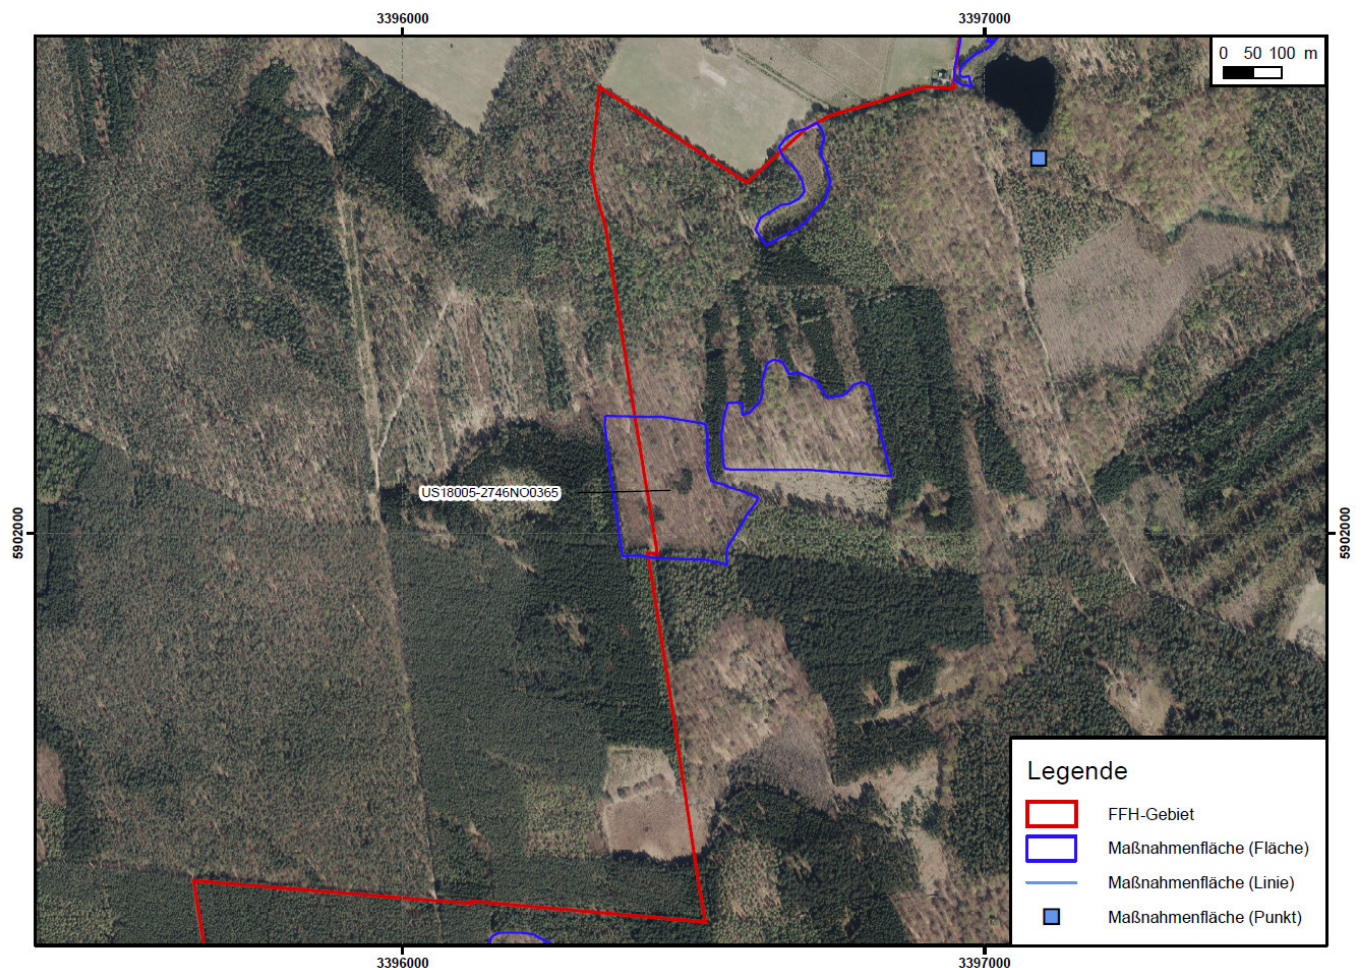 3396000
3397000
0 50 100 m
US18005-2746NO0365
5902000
5902000
Legende
FFH-Gebiet
Maßnahmenfläche (Fläche)
Maßnahmenfläche (Linie)
Maßnahmenfläche (Punkt)
3396000
3397000